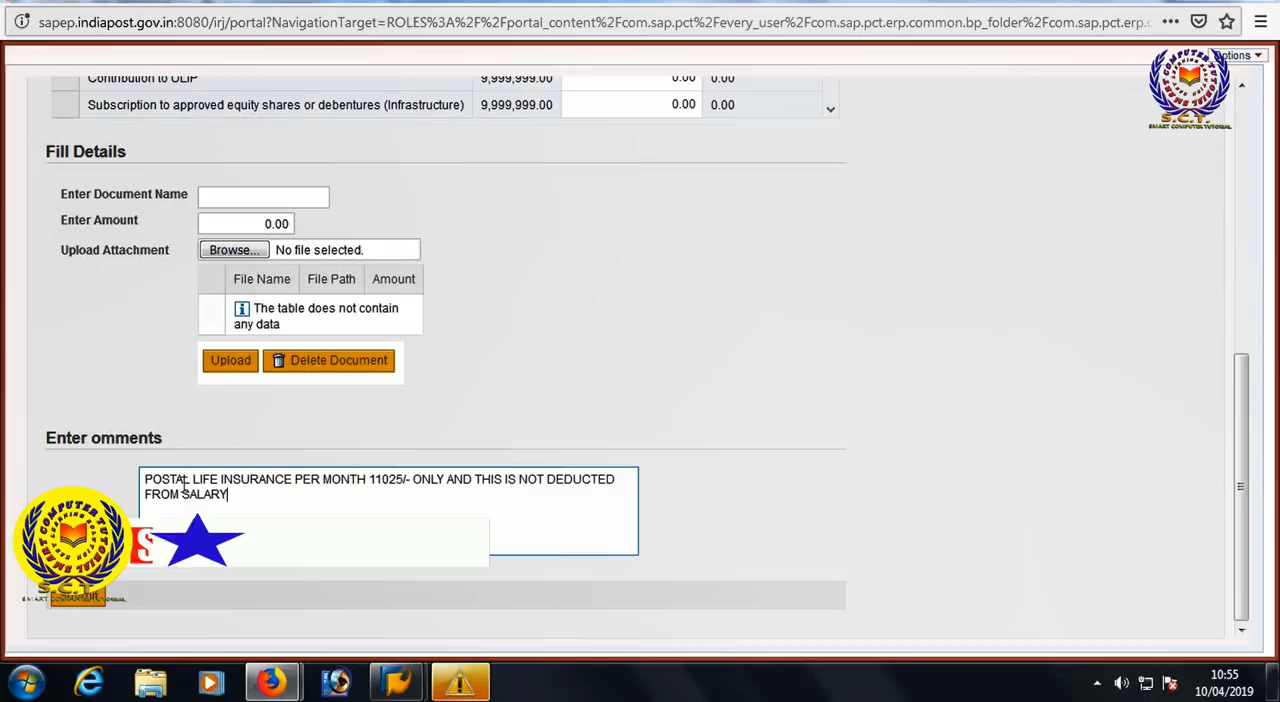 sapep.indiapost.gov.in:8080/irj/portal?NavigationTarget=ROLES%3A%2F%2Fportal_content%2Fcom.sap.pct%2Fevery_user%2Fcom.sap.pct.erp.common.bp_folder%2Fcom.sap.pct.erp.c
Options
Contribution to ULIP 9,999,999.00 0.00 0.00
Subscription to approved equity shares or debentures (Infrastructure) 9,999,999.00 0.00 0.00
S.C.T.
SMART COMPUTER TUTORIAL
Fill Details
Enter Document Name
Enter Amount 0.00
Upload Attachment Browse... No file selected.
File Name File Path Amount
The table does not contain
any data
Upload Delete Document
Enter omments
POSTAL LIFE INSURANCE PER MONTH 11025/- ONLY AND THIS IS NOT DEDUCTED
FROM SALARY
S
S.C.T.
SMART COMPUTER TUTORIAL
10:55
10/04/2019